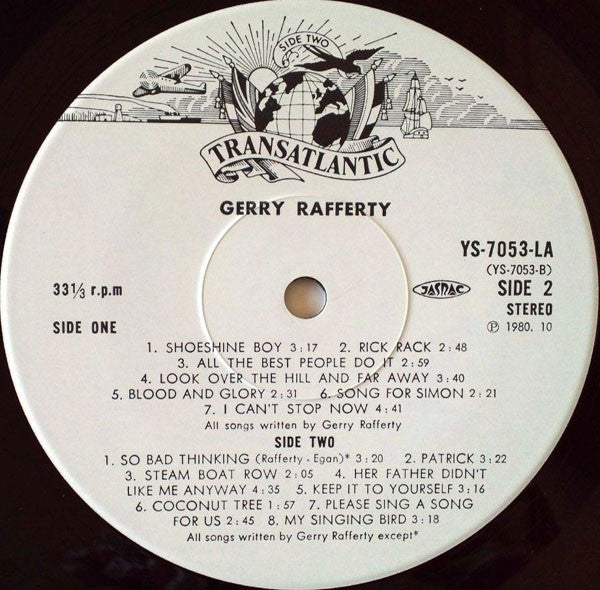 SIDE TWO
TRANSATLANTIC
GERRY RAFFERTY
YS-7053-LA
(YS-7053-B)
33⅓ r.p.m
JASRAC
SIDE 2
STEREO
SIDE ONE
Ⓟ 1980. 10
1. SHOESHINE BOY 3:17 2. RICK RACK 2:48
3. ALL THE BEST PEOPLE DO IT 2:59
4. LOOK OVER THE HILL AND FAR AWAY 3:40
5. BLOOD AND GLORY 2:31 6. SONG FOR SIMON 2:21
7. I CAN'T STOP NOW 4:41
All songs written by Gerry Rafferty
SIDE TWO
1. SO BAD THINKING (Rafferty - Egan)* 3:20 2. PATRICK 3:22
3. STEAM BOAT ROW 2:05 4. HER FATHER DIDN'T
LIKE ME ANYWAY 4:35 5. KEEP IT TO YOURSELF 3:16
6. COCONUT TREE 1:57 7. PLEASE SING A SONG
FOR US 2:45 8. MY SINGING BIRD 3:18
All songs written by Gerry Rafferty except*